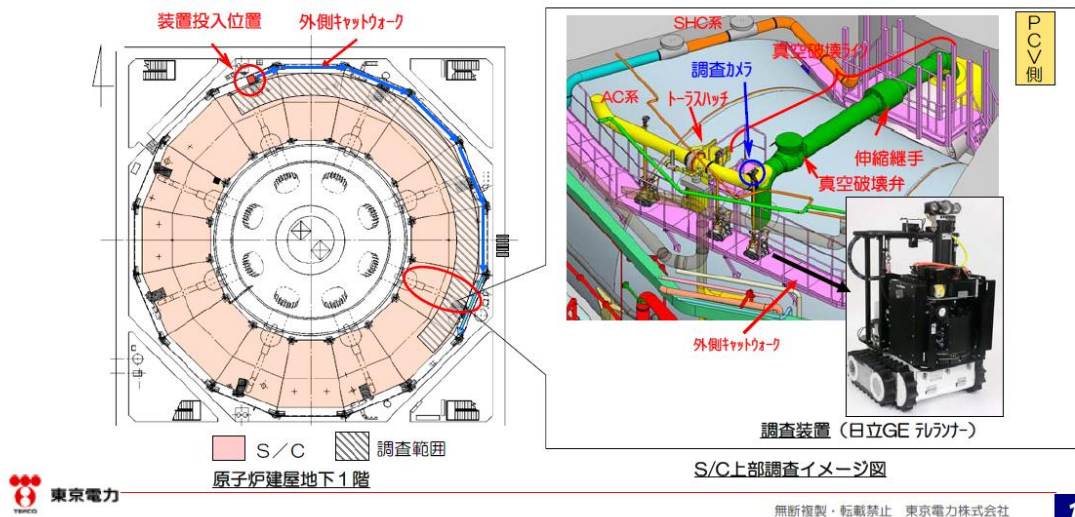 装置投入位置
外側キャットウォーク
S/C
調査範囲
原子炉建屋地下1階
SHC系
真空破壊ライン
調査カメラ
AC系
トーラスハッチ
伸縮継手
真空破壊弁
外側キャットウォーク
PCV側
調査装置（日立GE テレランナー）
S/C上部調査イメージ図
TEPCO
東京電力
無断複製・転載禁止　東京電力株式会社